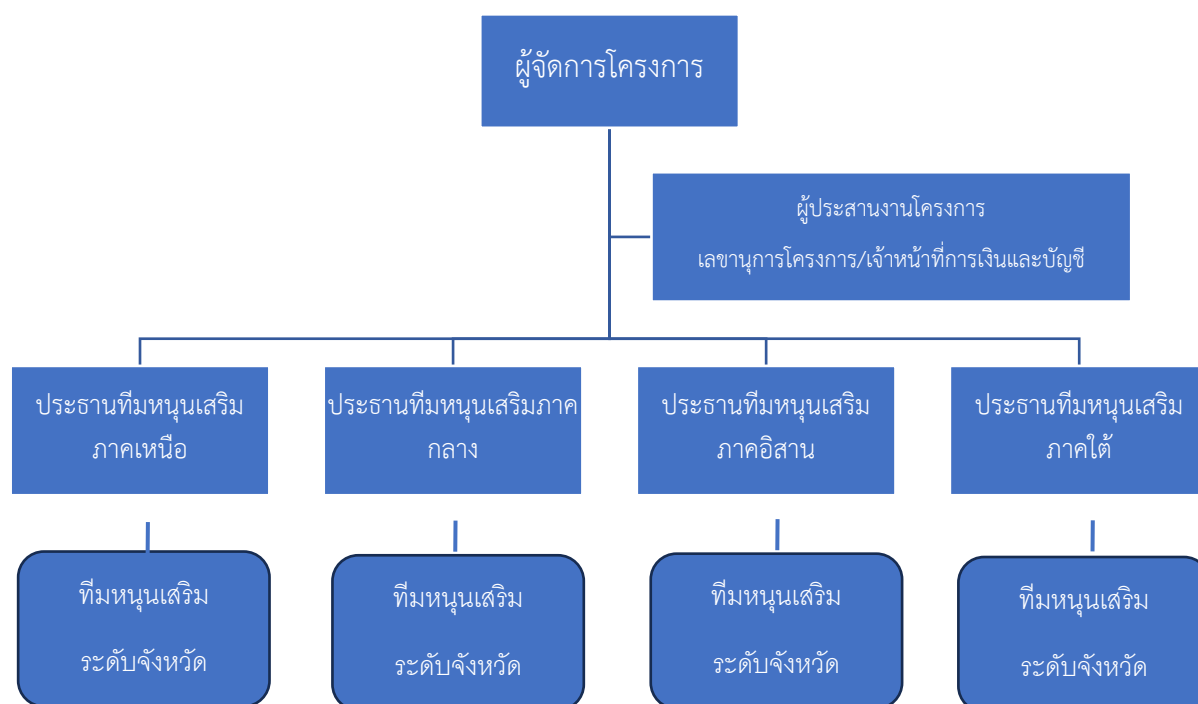 ผู้จัดการโครงการ
ผู้ประสานงานโครงการ
เลขานุการโครงการ/เจ้าหน้าที่การเงินและบัญชี
ประธานทีมหนุนเสริม
ภาคเหนือ
ประธานทีมหนุนเสริมภาค
กลาง
ประธานทีมหนุนเสริม
ภาคอิสาน
ประธานทีมหนุนเสริม
ภาคใต้
ทีมหนุนเสริม
ระดับจังหวัด
ทีมหนุนเสริม
ระดับจังหวัด
ทีมหนุนเสริม
ระดับจังหวัด
ทีมหนุนเสริม
ระดับจังหวัด